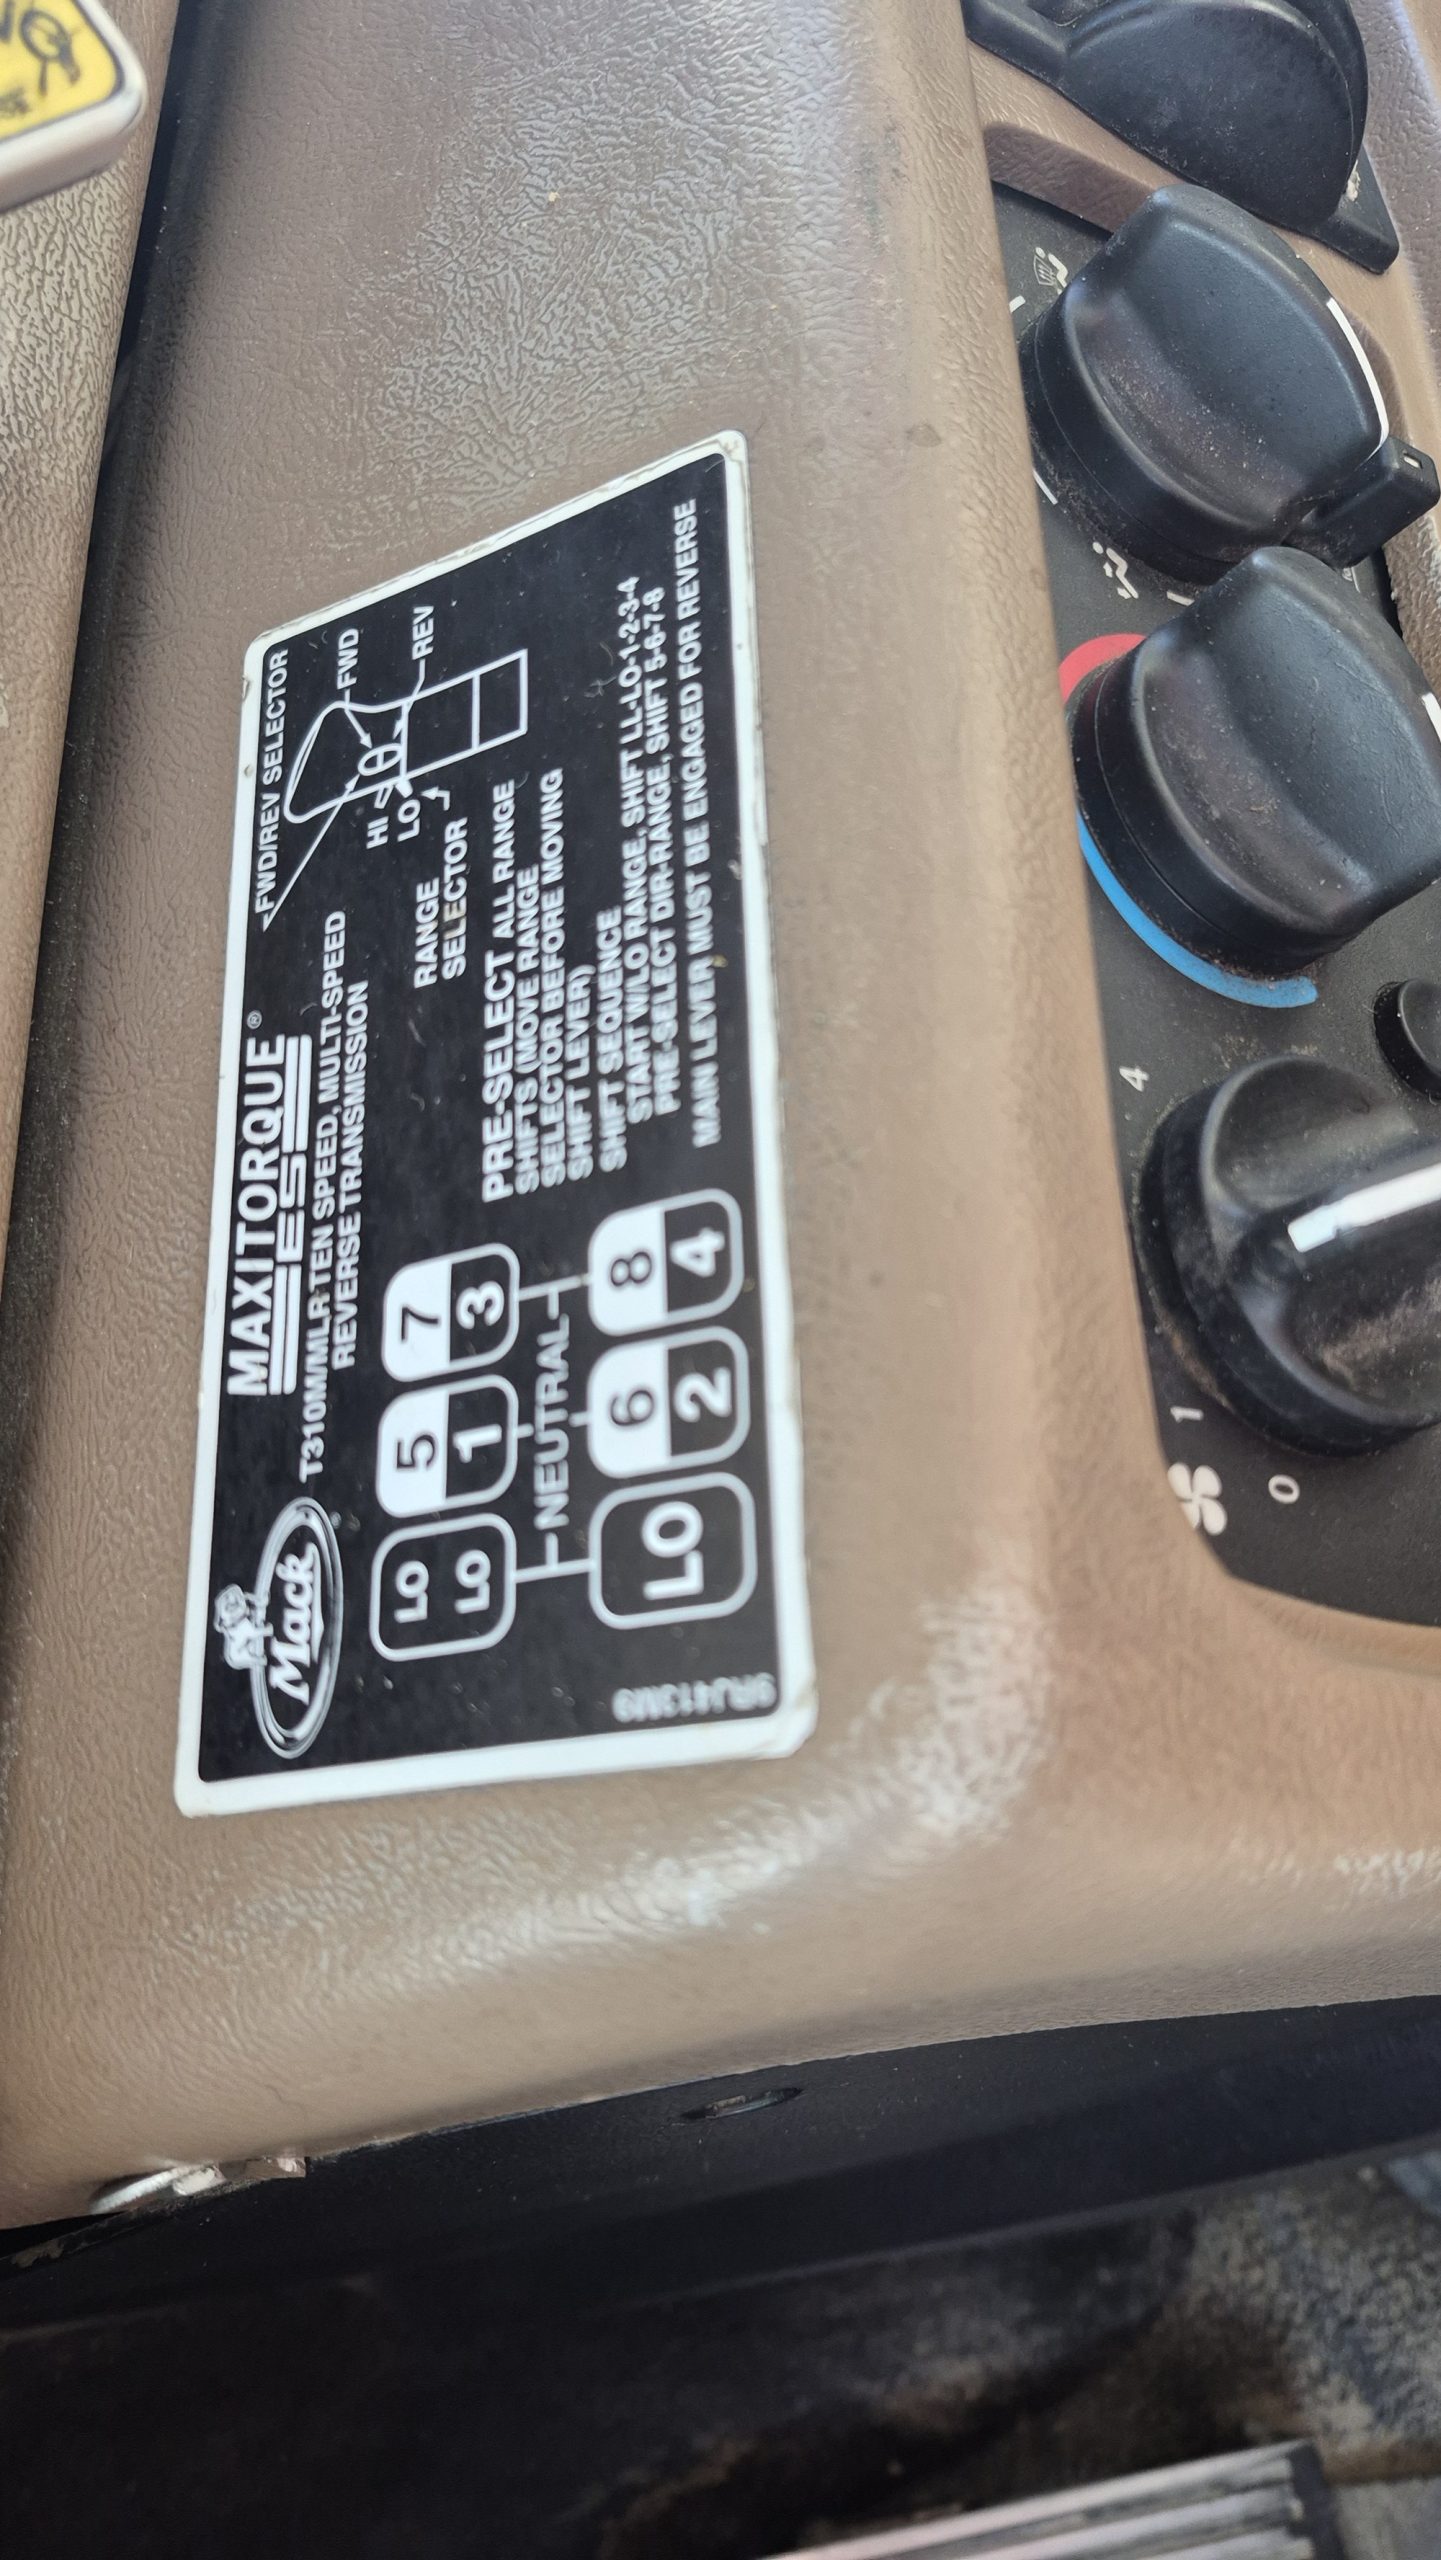 Mack
MAXITORQUE®
ES
T310M/MLR TEN SPEED, MULTI-SPEED
REVERSE TRANSMISSION
FWD/REV SELECTOR
FWD
REV
HI
LO
RANGE
SELECTOR
LO
LO
5
1
7
3
NEUTRAL
LO
6
2
8
4
PRE-SELECT ALL RANGE
SHIFTS (MOVE RANGE
SELECTOR BEFORE MOVING
SHIFT LEVER)
SHIFT SEQUENCE
START W/LO RANGE, SHIFT LL-LO-1-2-3-4
PRE-SELECT DIR-RANGE, SHIFT 5-6-7-8
MAIN LEVER MUST BE ENGAGED FOR REVERSE
4
1
0